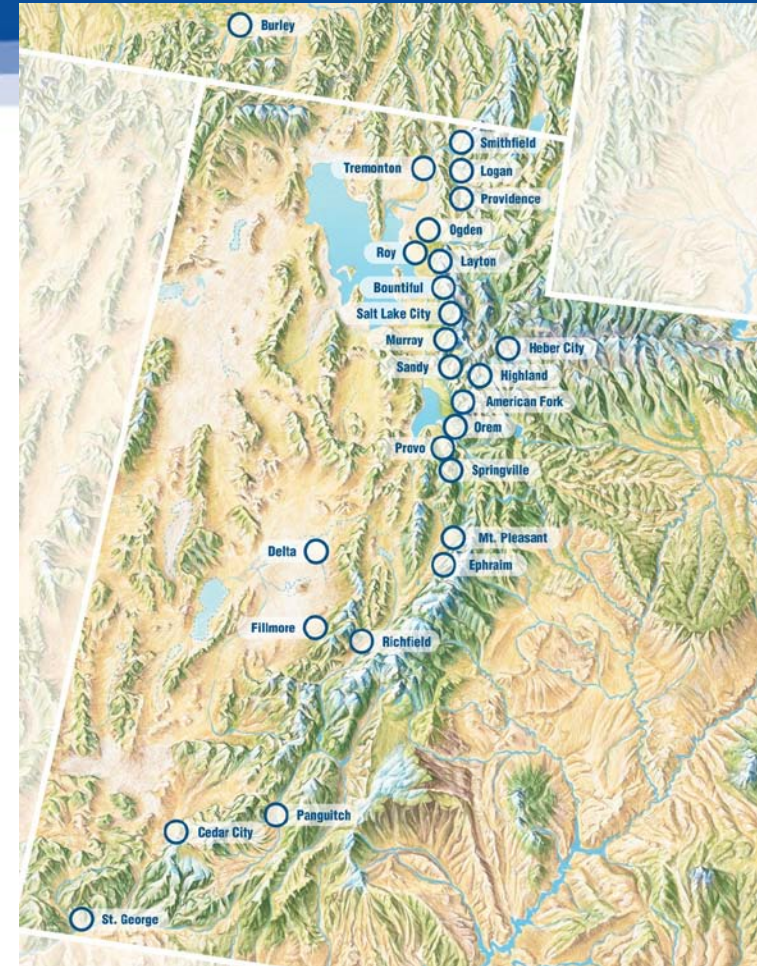 Burley
Smithfield
Tremonton
Logan
Providence
Ogden
Roy
Layton
Bountiful
Salt Lake City
Murray
Heber City
Sandy
Highland
American Fork
Orem
Provo
Springville
Mt. Pleasant
Delta
Ephraim
Fillmore
Richfield
Panguitch
Cedar City
St. George